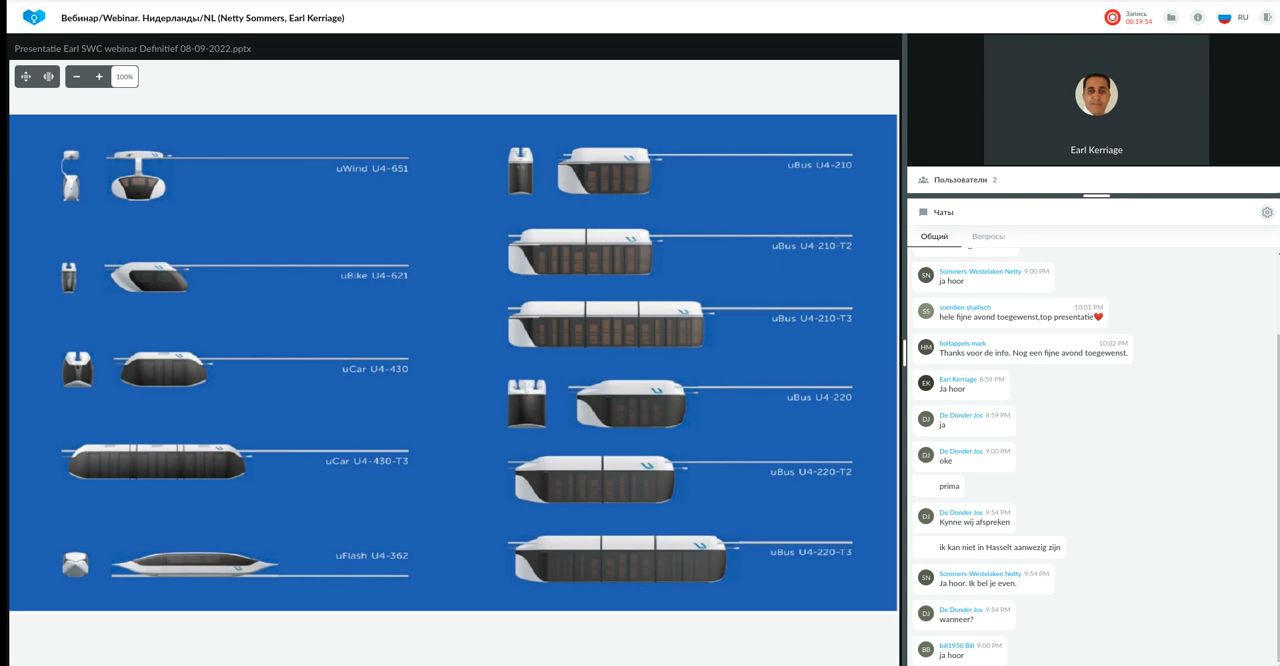 Вебинар/Webinar. Нидерланды/NL (Netty Sommers, Earl Kerriage)
Запись
00:19:54
RU
Presentatie Earl SWC webinar Definitief 08-09-2022.pptx
100%
uWind U4-651
uBike U4-621
uCar U4-430
uCar U4-430-T3
uFlash U4-362
uBus U4-210
uBus U4-210-T2
uBus U4-210-T3
uBus U4-220
uBus U4-220-T2
uBus U4-220-T3
Earl Kerriage
Пользователи 2
Чаты
Общий Вопросы
SN
Sommers-Westelaken Netty 9:00 PM
ja hoor
SS
soerdien shailisch 10:01 PM
hele fijne avond toegewenst,top presentatie❤️
HM
holtappels mark 10:02 PM
Thanks voor de info. Nog een fijne avond toegewenst.
EK
Earl Kerriage 8:59 PM
Ja hoor
DJ
De Donder Jos 8:59 PM
ja
DJ
De Donder Jos 9:00 PM
oke
prima
DJ
De Donder Jos 9:54 PM
Kynne wij afspreken
ik kan niet in Hasselt aanwezig zijn
SN
Sommers-Westelaken Netty 9:54 PM
Ja hoor. Ik bel je even.
DJ
De Donder Jos 9:54 PM
wanneer?
BB
bill1950 Bill 9:00 PM
ja hoor